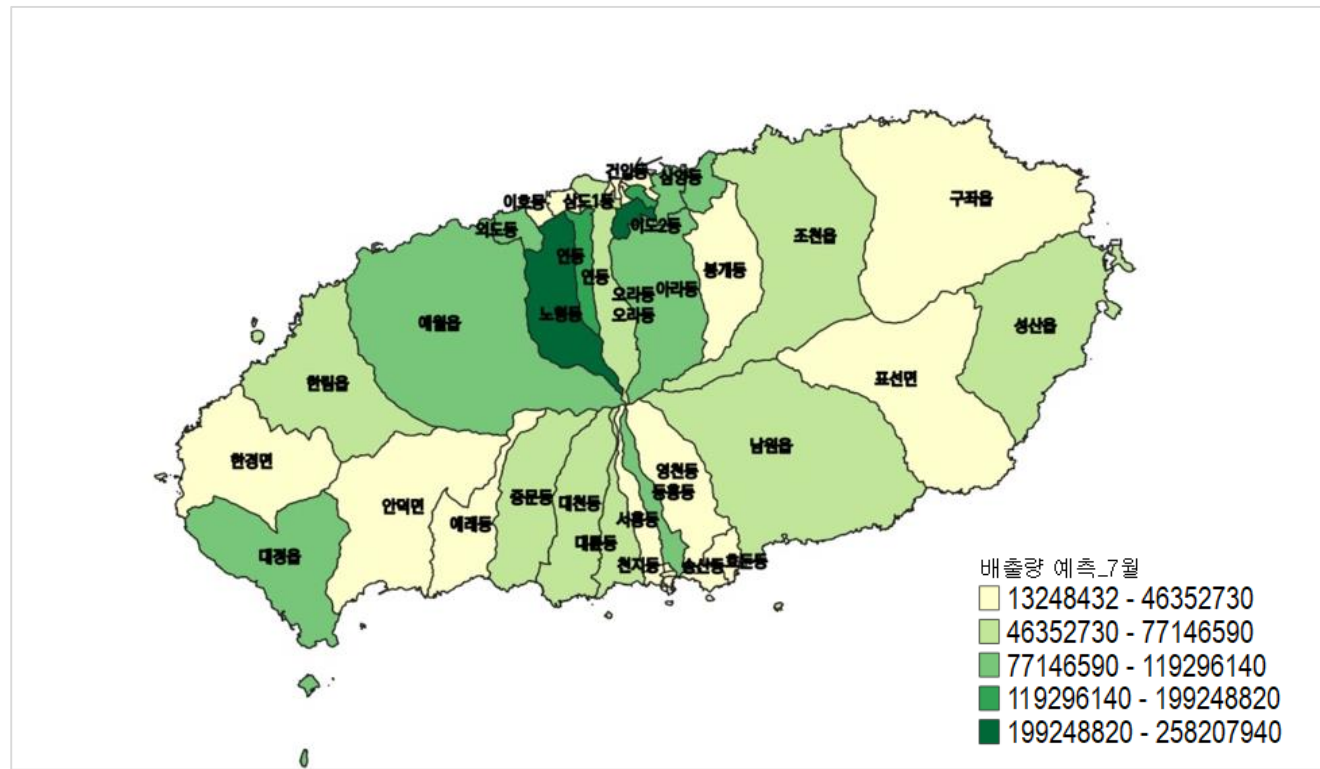 건입동
삼양동
이호동
삼도1동
구좌읍
외도동
이도2동
조천읍
연동
봉개동
연동
오라동
아라동
노형동
오라동
애월읍
성산읍
한림읍
표선면
남원읍
한경면
영천동
동홍동
중문동
대천동
안덕면
예래동
서홍동
대륜동
대정읍
천지동
송산동
효돈동
배출량 예측_7월
13248432 - 46352730
46352730 - 77146590
77146590 - 119296140
119296140 - 199248820
199248820 - 258207940